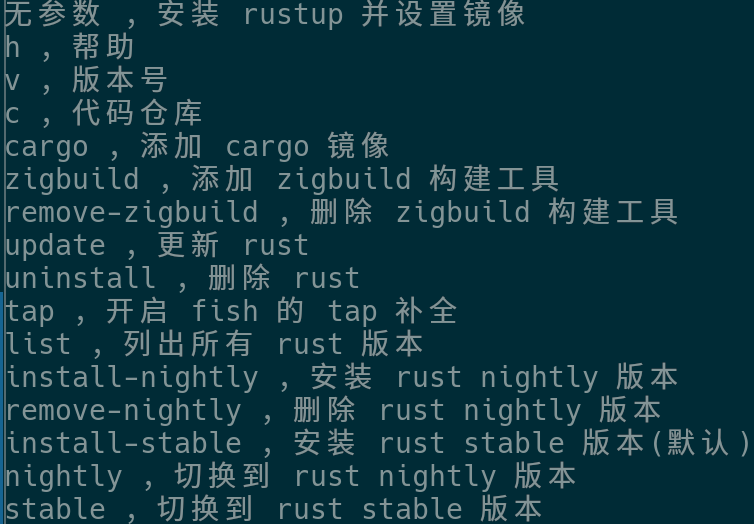 无参数 , 安装 rustup 并设置镜像
h , 帮助
v , 版本号
c , 代码仓库
cargo , 添加 cargo 镜像
zigbuild , 添加 zigbuild 构建工具
remove-zigbuild , 删除 zigbuild 构建工具
update , 更新 rust
uninstall , 删除 rust
tap , 开启 fish 的 tap 补全
list , 列出所有 rust 版本
install-nightly , 安装 rust nightly 版本
remove-nightly , 删除 rust nightly 版本
install-stable , 安装 rust stable 版本(默认)
nightly , 切换到 rust nightly 版本
stable , 切换到 rust stable 版本